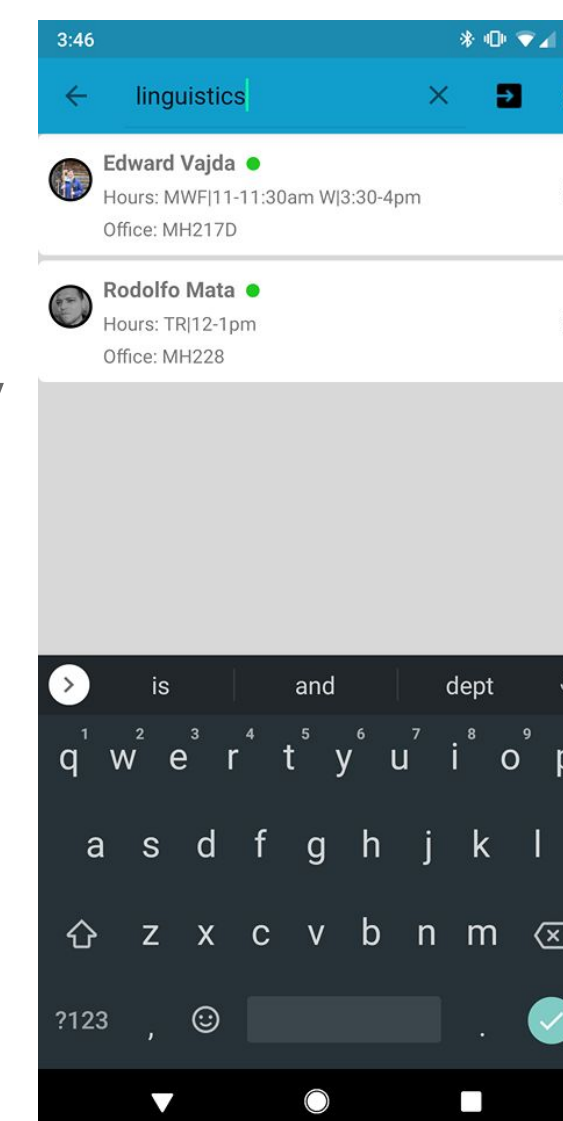 3:46
linguistics
Edward Vajda
Hours: MWF|11-11:30am W|3:30-4pm
Office: MH217D
Rodolfo Mata
Hours: TR|12-1pm
Office: MH228
is and dept
1 2 3 4 5 6 7 8 9
q w e r t y u i o p
a s d f g h j k l
z x c v b n m
?123 , .